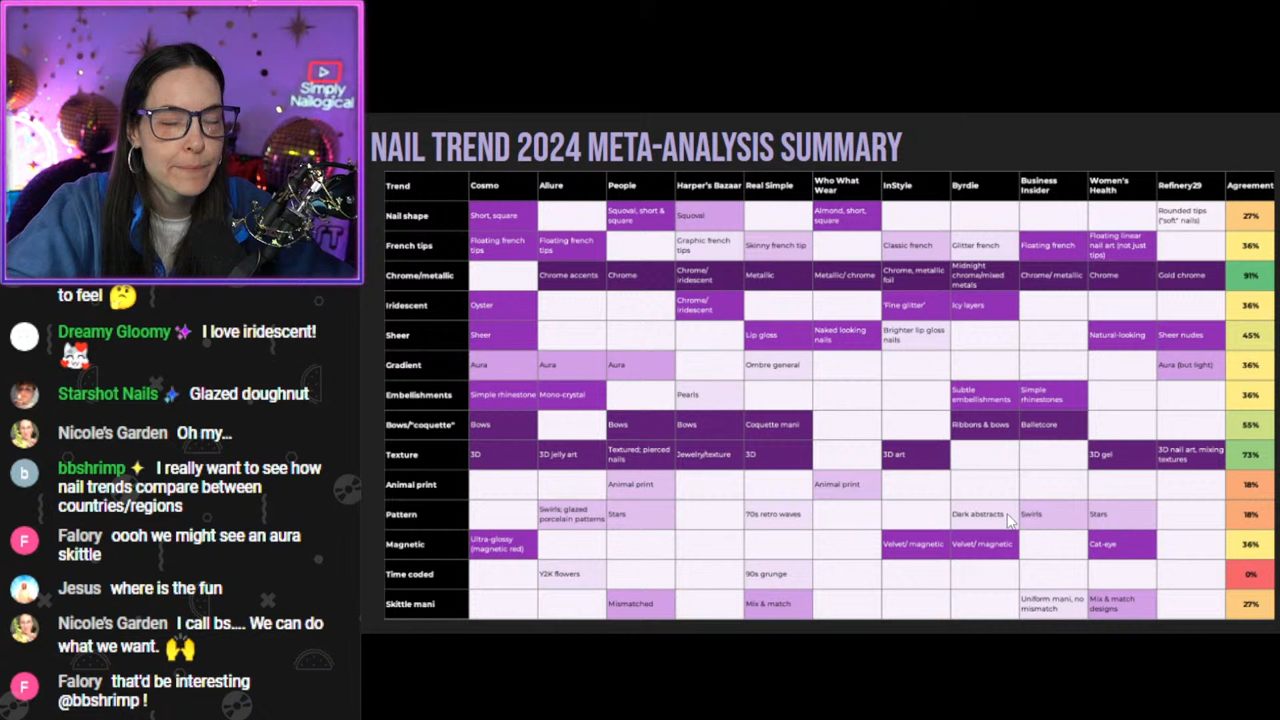 Simply
Nailogical
to feel 🤔
Dreamy Gloomy I love iridescent!
Starshot Nails Glazed doughnut
Nicole's Garden Oh my...
bbshrimp I really want to see how
nail trends compare between
countries/regions
Falory oooh we might see an aura
skittle
Jesus where is the fun
Nicole's Garden I call bs.... We can do
what we want.
Falory that'd be interesting
@bbshrimp !
NAIL TREND 2024 META-ANALYSIS SUMMARY
Trend Cosmo Allure People Harper's Bazaar Real Simple Who What Wear InStyle Byrdie Business Insider Women's Health Refinery29 Agreement
Nail shape Short, square Squoval, short & square Squoval Almond, short, square Rounded tips ("soft" nails) 27%
French tips Floating french tips Floating french tips Graphic french tips Skinny french tip Classic french Glitter french Floating french Floating linear nail art (not just tips) 36%
Chrome/metallic Chrome accents Chrome Chrome/ iridescent Metallic Metallic/ chrome Chrome, metallic foil Midnight chrome/mixed metals Chrome/ metallic Chrome Gold chrome 91%
Iridescent Oyster Chrome/ iridescent 'Fine glitter' Icy layers 36%
Sheer Sheer Lip gloss Naked looking nails Brighter lip gloss nails Natural-looking Sheer nudes 45%
Gradient Aura Aura Aura Ombre general Aura (but light) 36%
Embellishments Simple rhinestone Mono-crystal Pearls Subtle embellishments Simple rhinestones 36%
Bows/"coquette" Bows Bows Bows Coquette mani Ribbons & bows Balletcore 55%
Texture 3D 3D jelly art Textured; pierced nails Jewelry/texture 3D 3D art 3D gel 3D nail art, mixing textures 73%
Animal print Animal print Animal print 18%
Pattern Swirls; glazed porcelain patterns Stars 70s retro waves Dark abstracts Swirls Stars 18%
Magnetic Ultra-glossy (magnetic red) Velvet/ magnetic Velvet/ magnetic Cat-eye 36%
Time coded Y2K flowers 90s grunge 0%
Skittle mani Mismatched Mix & match Uniform mani, no mismatch Mix & match designs 27%